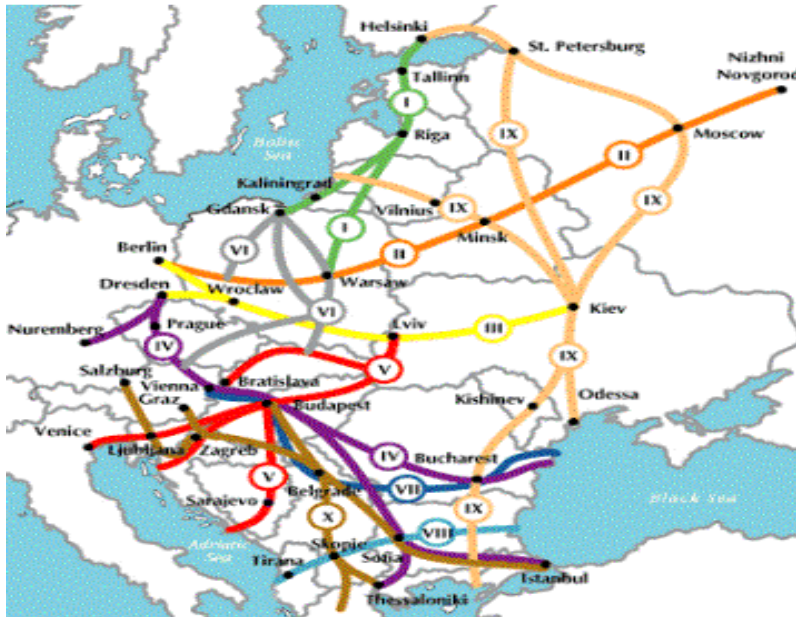 Helsinki
St. Petersburg
Nizhni
Novgorod
Tallinn
I
IX
Moscow
Riga
II
Baltic
Sea
Kaliningrad
IX
Vilnius
IX
Gdansk
I
Minsk
VI
II
Berlin
Warsaw
Dresden
Wroclaw
VI
Kiev
Nuremberg
Prague
Lviv
III
IV
IX
Salzburg
V
Vienna
Bratislava
Graz
Budapest
Kishinev
Odessa
Venice
Ljubljana
Zagreb
IV
Bucharest
V
VII
Belgrade
Sarajevo
IX
Black Sea
X
VIII
Adriatic
Sea
Skopje
Sofia
Tirana
Istanbul
Thessaloniki